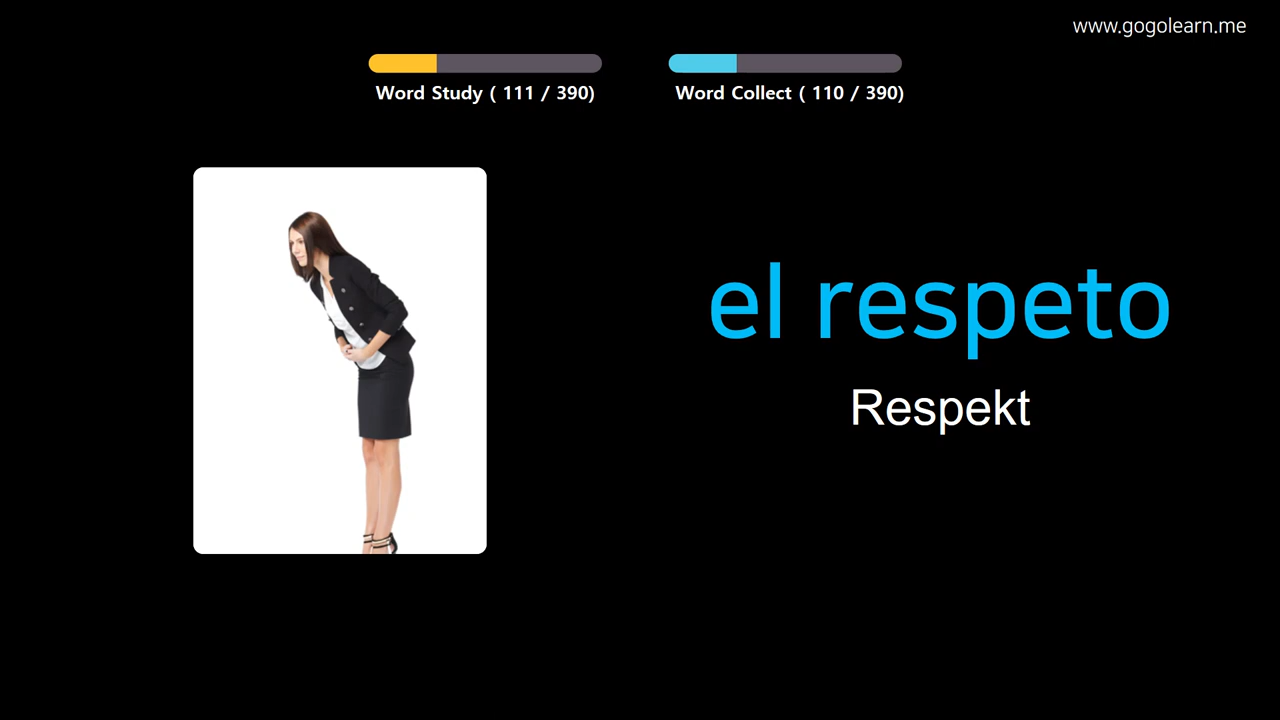 www.gogolearn.me
Word Study ( 111 / 390)
Word Collect ( 110 / 390)
el respeto
Respekt